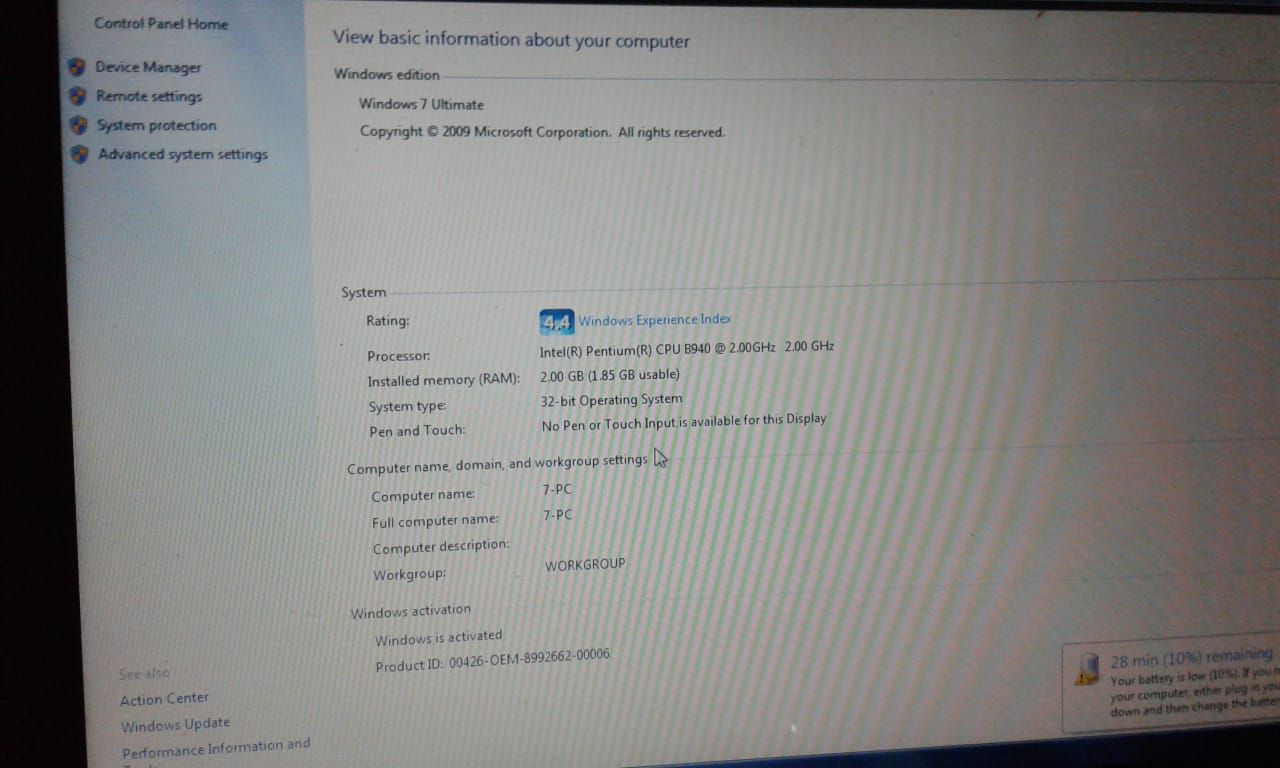 Control Panel Home
Device Manager
Remote settings
System protection
Advanced system settings
View basic information about your computer
Windows edition
Windows 7 Ultimate
Copyright © 2009 Microsoft Corporation. All rights reserved.
System
Rating: 4,4 Windows Experience Index
Processor: Intel(R) Pentium(R) CPU B940 @ 2.00GHz 2.00 GHz
Installed memory (RAM): 2.00 GB (1.85 GB usable)
System type: 32-bit Operating System
Pen and Touch: No Pen or Touch Input is available for this Display
Computer name, domain, and workgroup settings
Computer name: 7-PC
Full computer name: 7-PC
Computer description:
Workgroup: WORKGROUP
Windows activation
Windows is activated
Product ID: 00426-OEM-8992662-00006
See also
Action Center
Windows Update
Performance Information and
28 min (10%) remaining
Your battery is low (10%). If you
your computer, either plug in
down and then change the